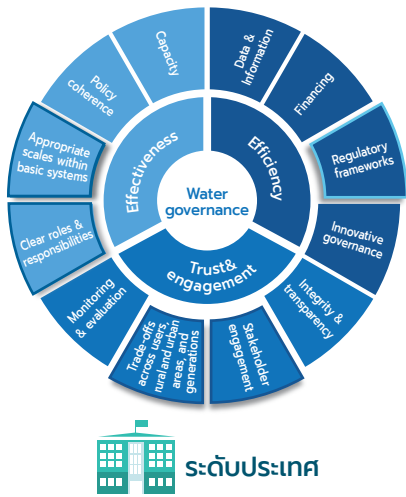 Water
governance
Effectiveness
Efficiency
Trust&
engagement
Capacity
Data &
Information
Financing
Regulatory
frameworks
Innovative
governance
Integrity &
transparency
Stakeholder
engagement
Trade-offs
across users,
rural and urban
areas, and
generations
Monitoring
& evaluation
Clear roles &
responsibilities
Appropriate
scales within
basic systems
Policy
coherence
ระดับประเทศ